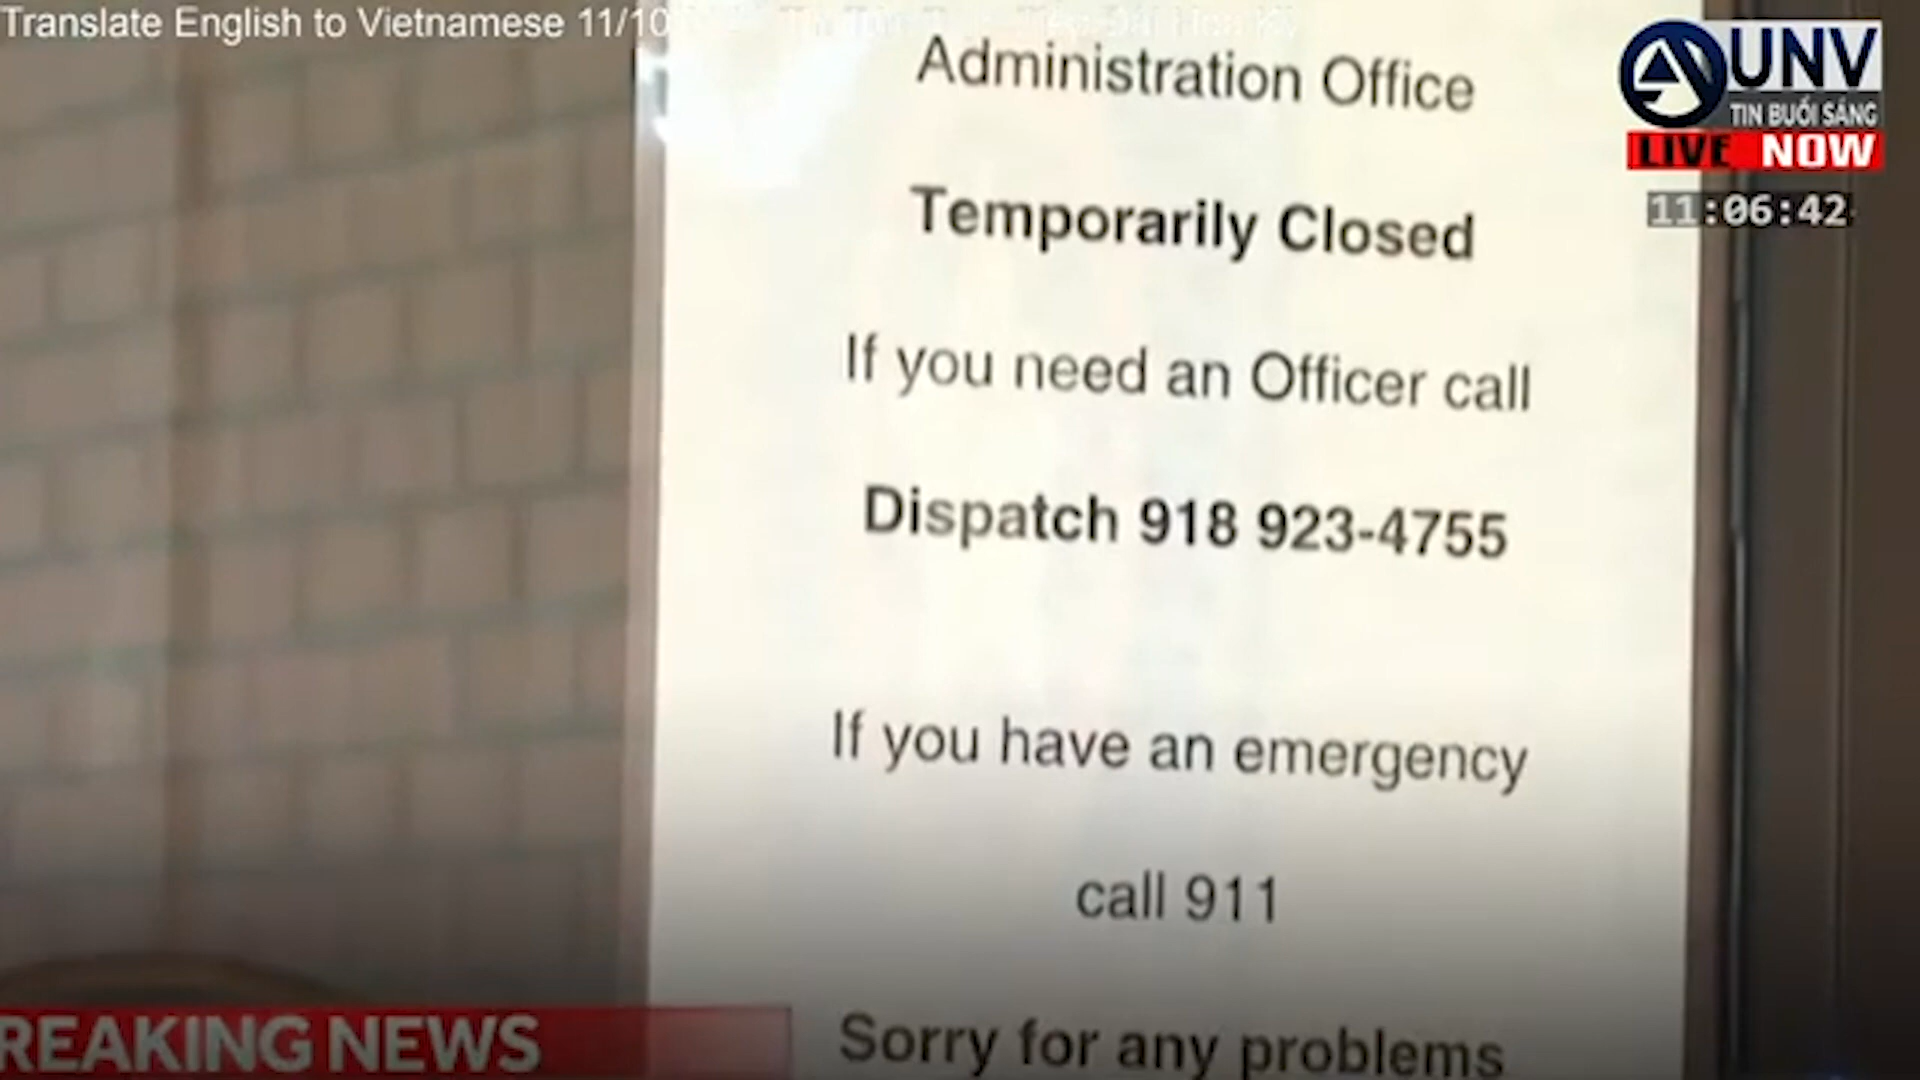 Translate English to Vietnamese 11/10
UNV
TIN BUỔI SÁNG
LIVE NOW
11:06:42
Administration Office
Temporarily Closed
If you need an Officer call
Dispatch 918 923-4755
If you have an emergency
call 911
Sorry for any problems
REAKING NEWS